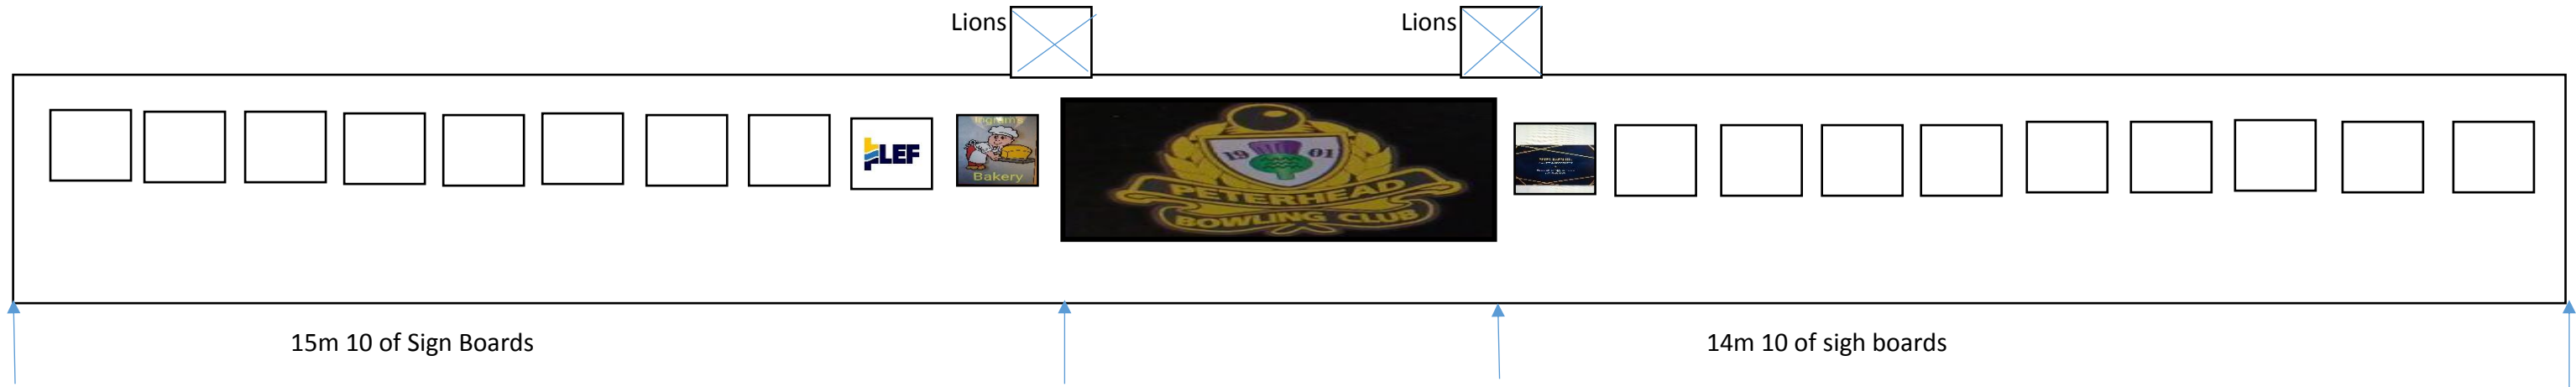 Lions
Lions
LEF
Ingrams
Bakery
19 01
PETERHEAD
BOWLING CLUB
15m 10 of Sign Boards
14m 10 of sigh boards